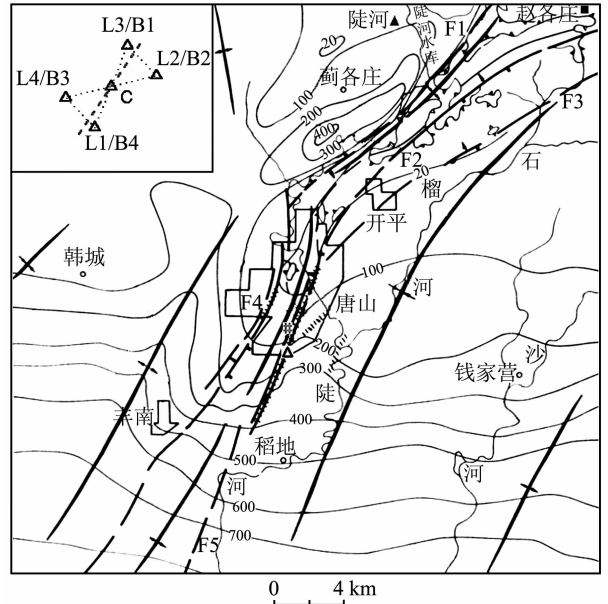 L3/B1
L2/B2
L4/B3
C
L1/B4
陡河
陡河水库
F1
赵各庄
20
蓟各庄
100
200
400
300
F3
F2
20
石
榴
开平
韩城
100
河
F4
唐山
200
沙
300
钱家营
陡
丰南
400
稻地
500
河
河
600
700
F5
0 4 km